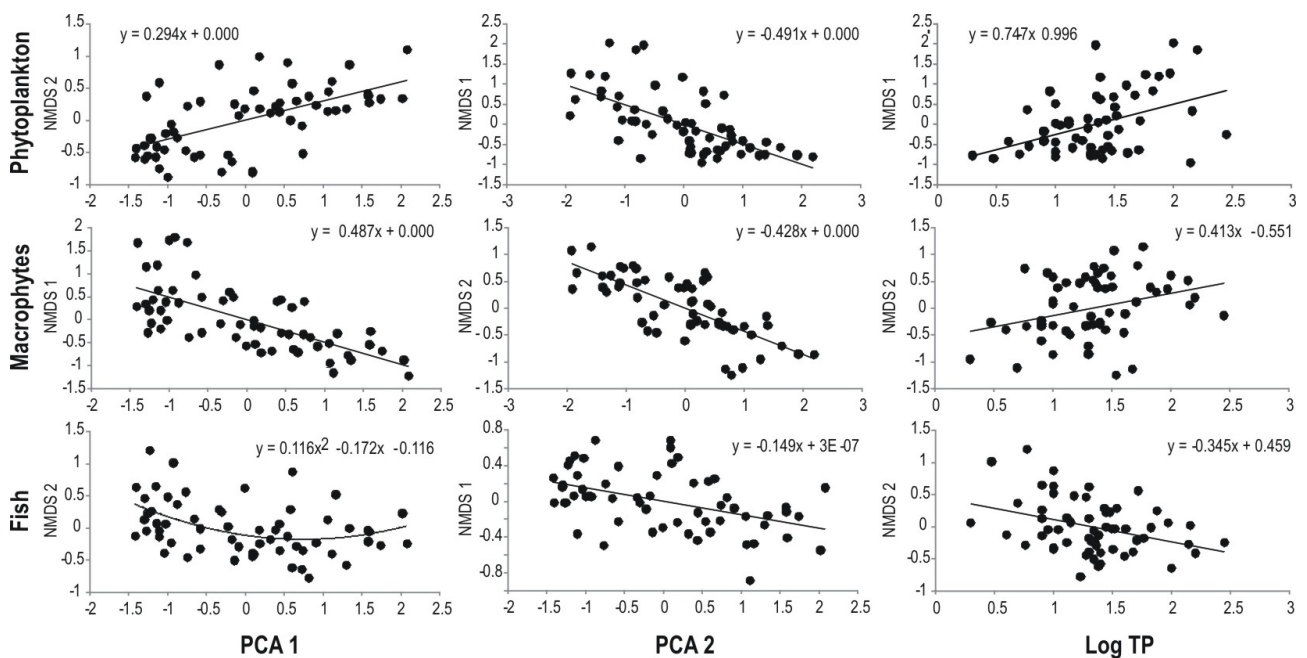 Phytoplankton
NMDS 2
1.5
1
0.5
0
-0.5
-1
y = 0.294x + 0.000
-2 -1.5 -1 -0.5 0 0.5 1 1.5 2 2.5
NMDS 1
2.5
2
1.5
1
0.5
0
-0.5
-1
-1.5
y = -0.491x + 0.000
-2 -1 0 1 2 3
NMDS 1
2.5
2
1.5
1
0.5
0
-0.5
-1
-1.5
y = 0.747x 0.996
0 0.5 1 1.5 2 2.5 3
Macrophytes
NMDS 1
2
1.5
1
0.5
0
-0.5
-1
-1.5
y = 0.487x + 0.000
-2 -1.5 -1 -0.5 0 0.5 1 1.5 2 2.5
NMDS 2
1.5
1
0.5
0
-0.5
-1
-1.5
y = -0.428x + 0.000
-2 -1 0 1 2 3
NMDS 2
1.5
1
0.5
0
-0.5
-1
-1.5
y = 0.413x -0.551
0 0.5 1 1.5 2 2.5 3
Fish
NMDS 2
1.5
1
0.5
0
-0.5
-1
y = 0.116x2 -0.172x -0.116
-2 -1.5 -1 -0.5 0 0.5 1 1.5 2 2.5
PCA 1
NMDS 1
0.8
0.4
0
-0.4
-0.8
y = -0.149x + 3E-07
-2 -1.5 -1 -0.5 0 0.5 1 1.5 2 2.5
PCA 2
NMDS 2
1.5
1
0.5
0
-0.5
-1
y = -0.345x + 0.459
0 0.5 1 1.5 2 2.5 3
Log TP